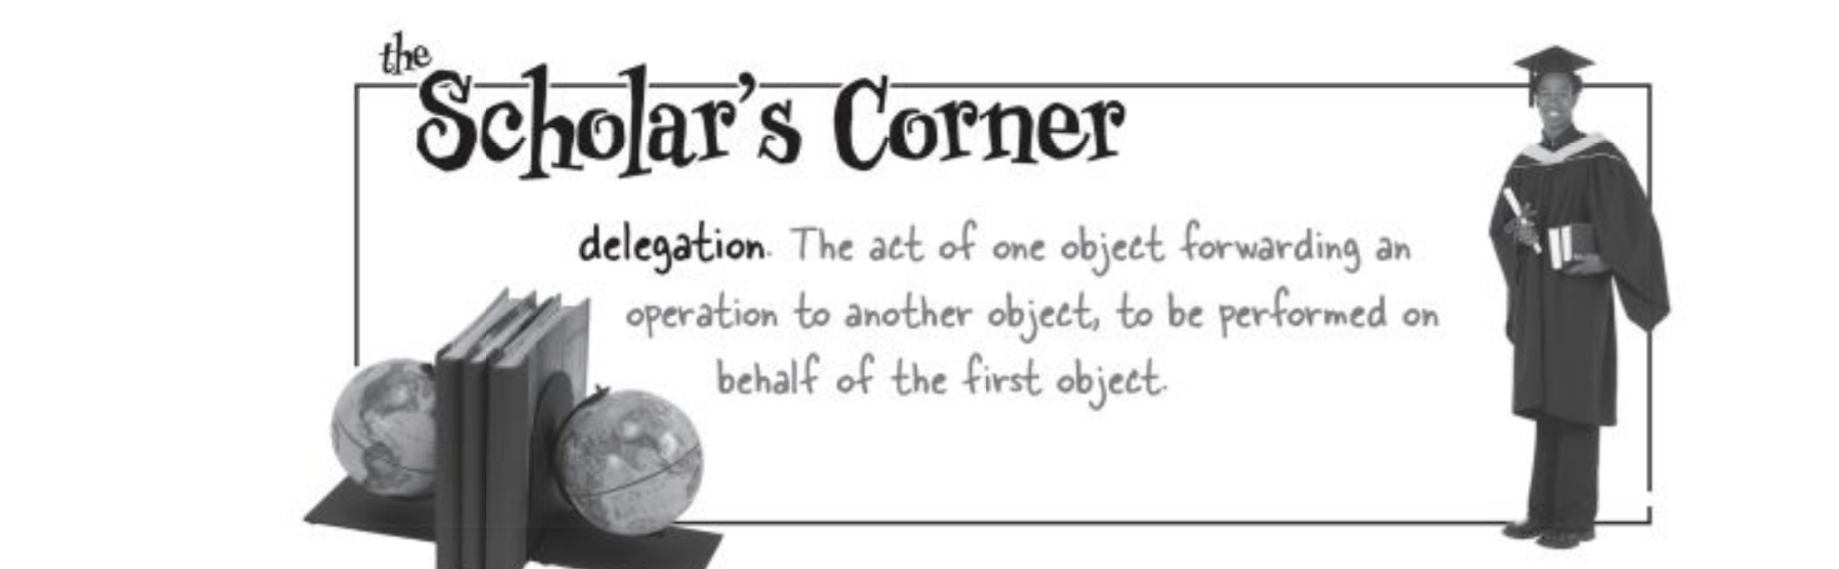 the
Scholar's Corner
delegation. The act of one object forwarding an
operation to another object, to be performed on
behalf of the first object.